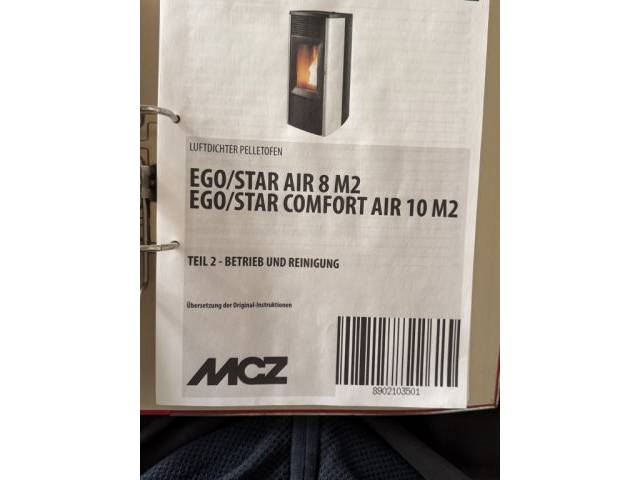 LUFTDICHTER PELLETOFEN
EGO/STAR AIR 8 M2
EGO/STAR COMFORT AIR 10 M2
TEIL 2 - BETRIEB UND REINIGUNG
Übersetzung der Original-Instruktionen
MCZ
8902103501